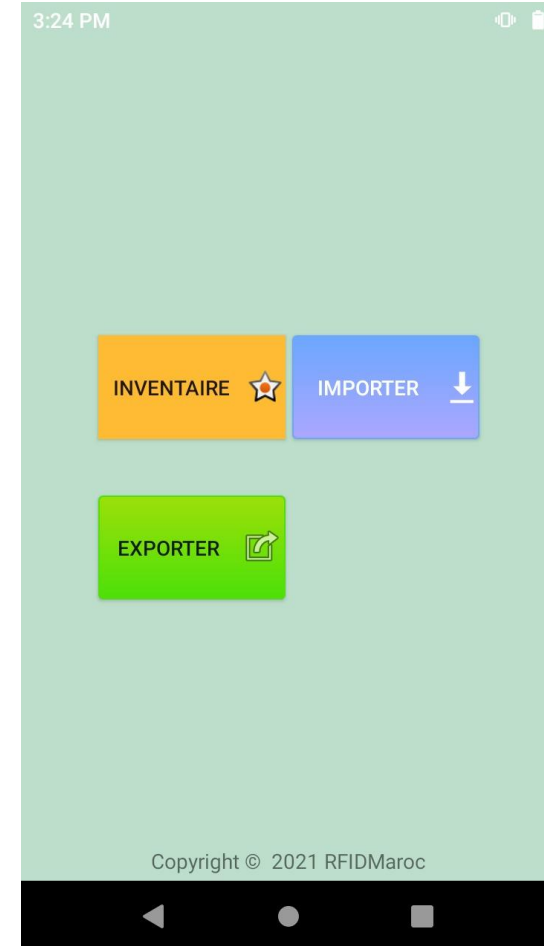 3:24 PM
INVENTAIRE
IMPORTER
EXPORTER
Copyright © 2021 RFIDMaroc